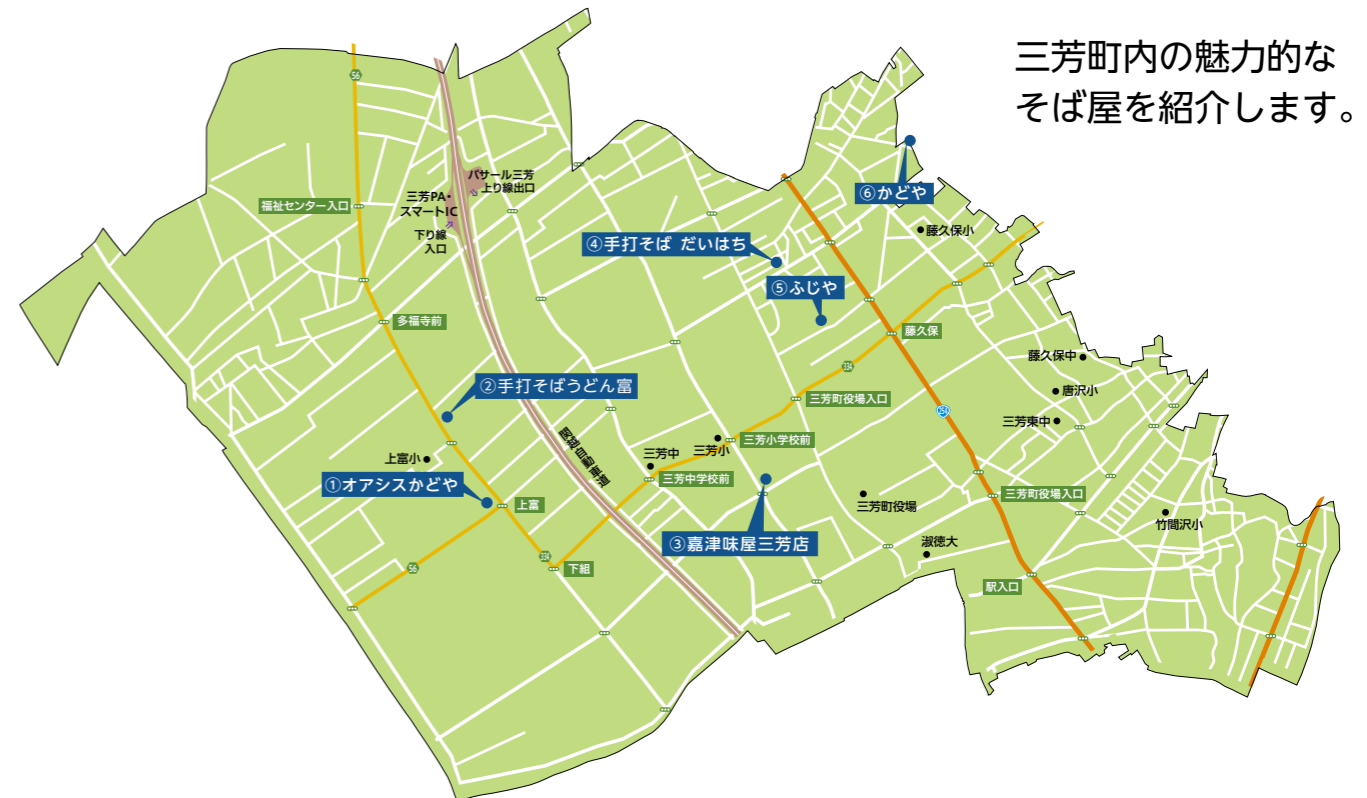 三芳町内の魅力的な
そば屋を紹介します。
56
パサール三芳
上り線出口
三芳PA・
スマートIC
下り線
入口
福祉センター入口
多福寺前
⑥かどや
藤久保小
④手打そば だいはち
⑤ふじや
藤久保
334
藤久保中
唐沢小
三芳東中
254
三芳町役場入口
②手打そばうどん富
関越自動車道
三芳中
三芳小
三芳小学校前
三芳中学校前
上富小
①オアシスかどや
上富
334
下組
56
③嘉津味屋三芳店
三芳町役場
三芳町役場入口
淑徳大
竹間沢小
駅入口